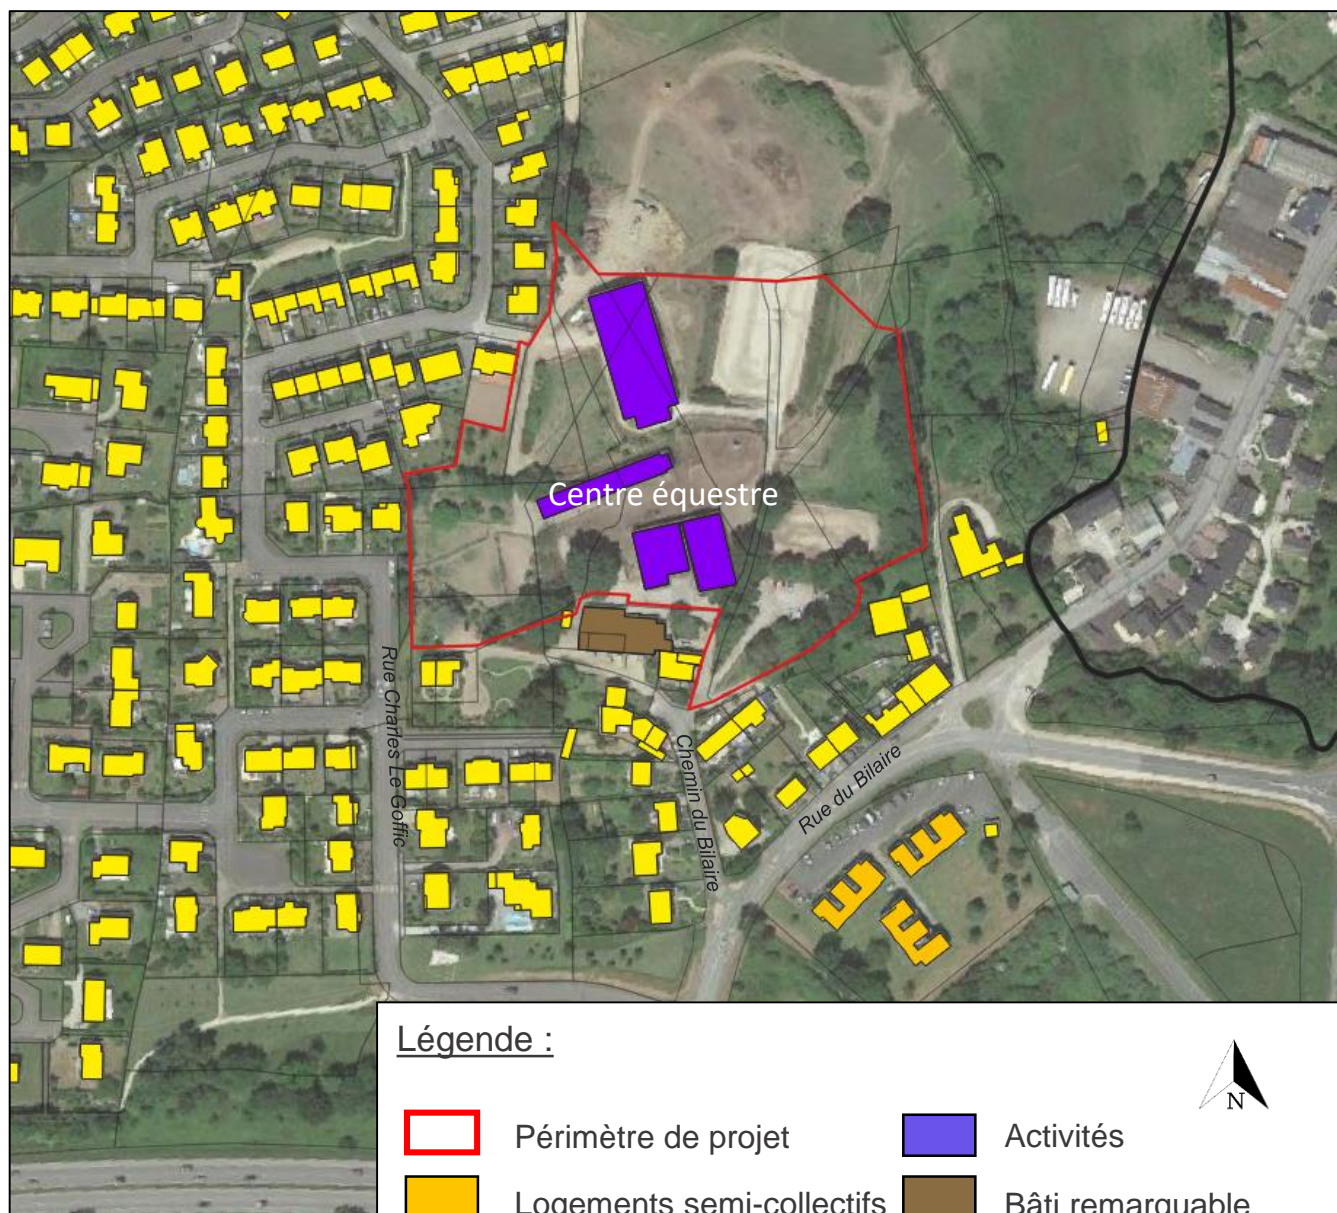 Centre équestre
Rue Charles Le Goffic
Chemin du Bilaire
Rue du Bilaire
Légende :
N
Périmètre de projet
Activités
Logements semi-collectifs
Bâti remarquable